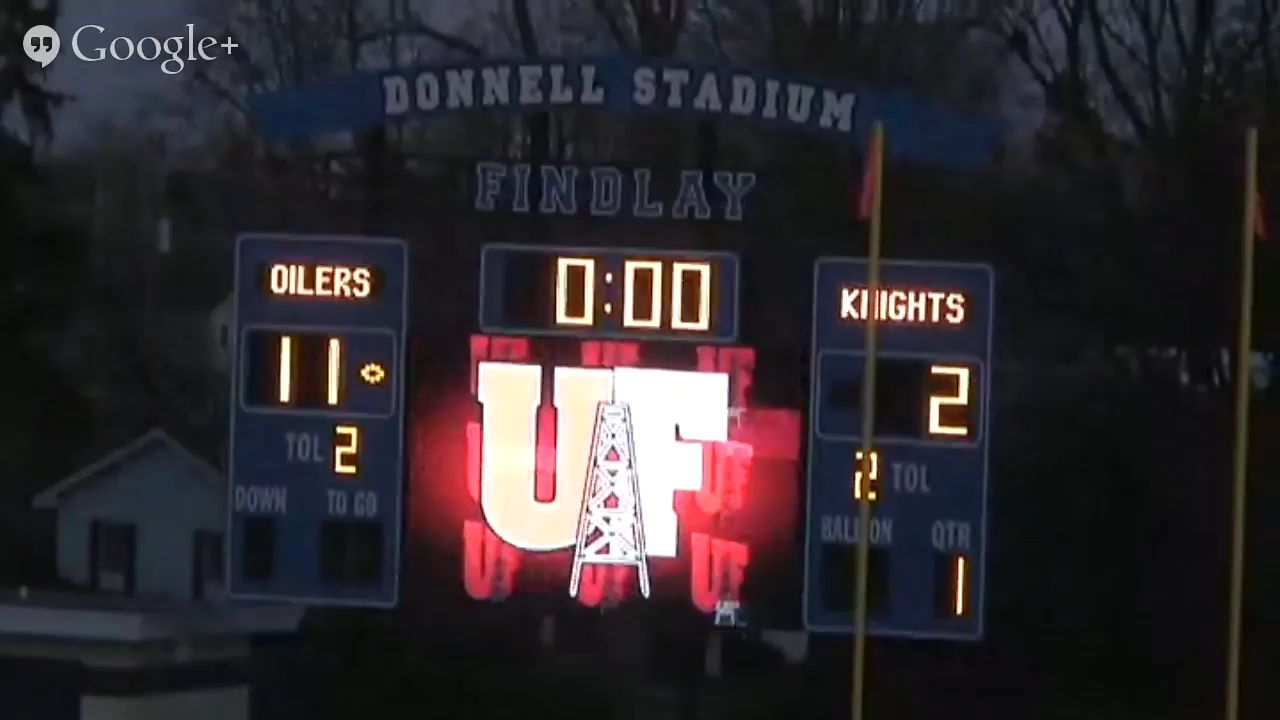 Google+
DONNELL STADIUM
FINDLAY
OILERS
0:00
KNIGHTS
11
2
UF
TOL 2
2 TOL
DOWN TO GO
BALL ON QTR
1